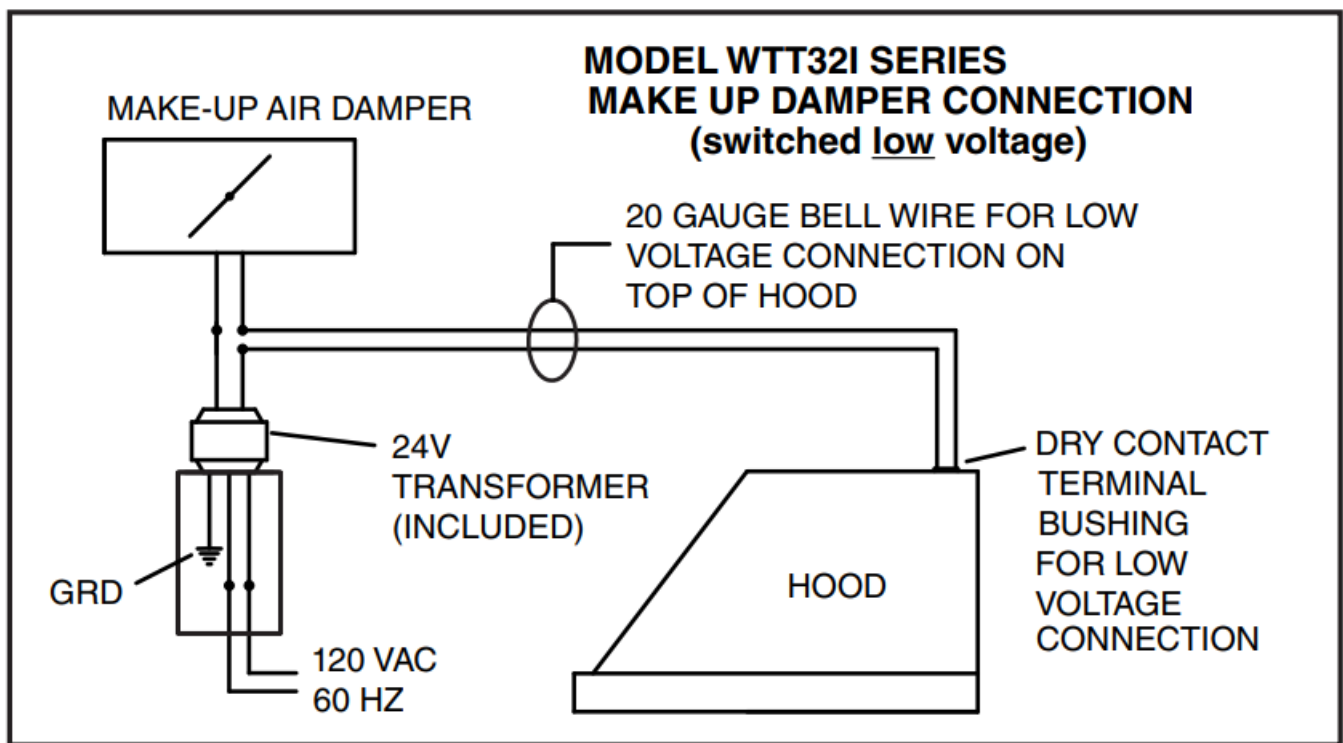 MODEL WTT32I SERIES
MAKE UP DAMPER CONNECTION
(switched low voltage)
MAKE-UP AIR DAMPER
20 GAUGE BELL WIRE FOR LOW
VOLTAGE CONNECTION ON
TOP OF HOOD
24V
TRANSFORMER
(INCLUDED)
DRY CONTACT
TERMINAL
BUSHING
FOR LOW
VOLTAGE
CONNECTION
HOOD
GRD
120 VAC
60 HZ